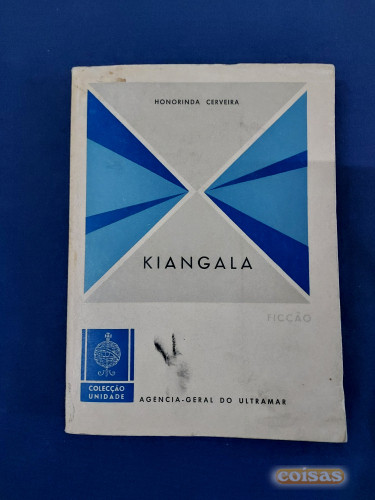 HONORINDA CERVEIRA
KIANGALA
FICÇÃO
COLECÇÃO
UNIDADE
AGENCIA-GERAL DO ULTRAMAR
coisas